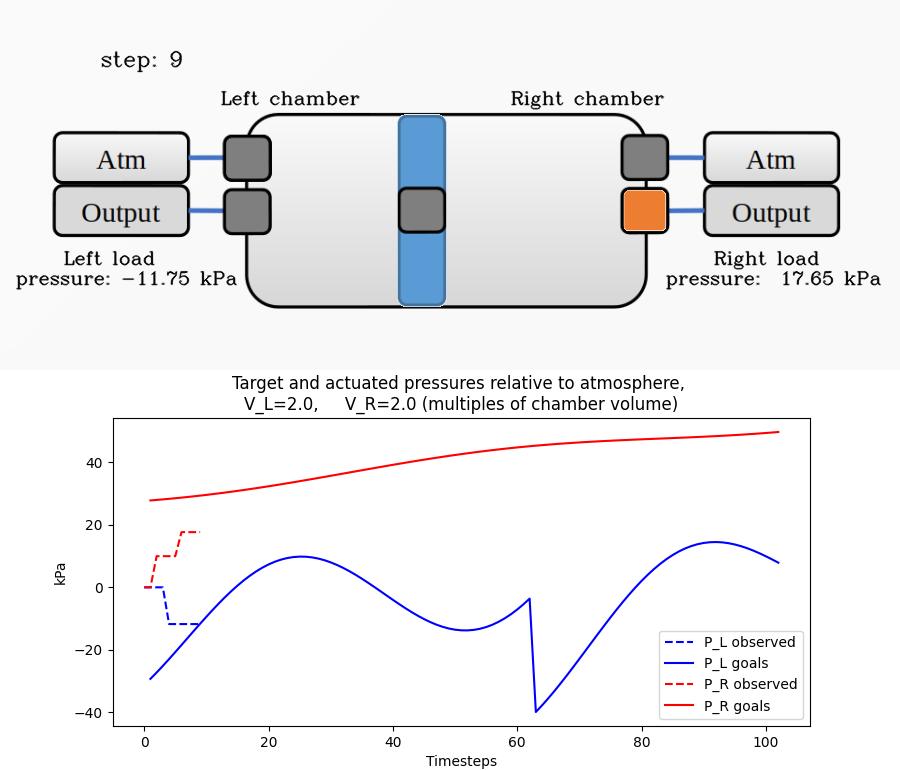 step: 9
Left chamber
Right chamber
Atm
Atm
Output
Output
Left load
pressure: −11.75 kPa
Right load
pressure: 17.65 kPa
Target and actuated pressures relative to atmosphere,
V_L=2.0, V_R=2.0 (multiples of chamber volume)
kPa
40
20
0
−20
−40
P_L observed
P_L goals
P_R observed
P_R goals
0 20 40 60 80 100
Timesteps